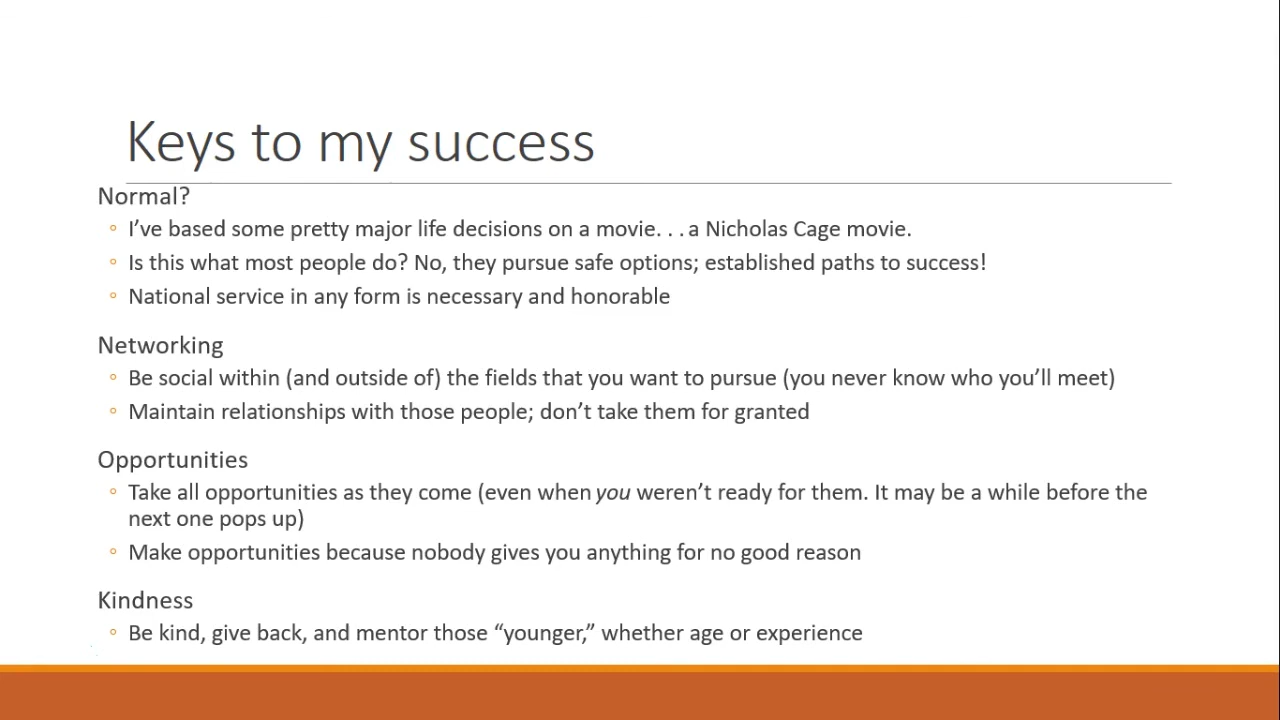 Keys to my success
Normal?
◦ I’ve based some pretty major life decisions on a movie. . . a Nicholas Cage movie.
◦ Is this what most people do? No, they pursue safe options; established paths to success!
◦ National service in any form is necessary and honorable
Networking
◦ Be social within (and outside of) the fields that you want to pursue (you never know who you’ll meet)
◦ Maintain relationships with those people; don’t take them for granted
Opportunities
◦ Take all opportunities as they come (even when you weren’t ready for them. It may be a while before the
next one pops up)
◦ Make opportunities because nobody gives you anything for no good reason
Kindness
◦ Be kind, give back, and mentor those “younger,” whether age or experience